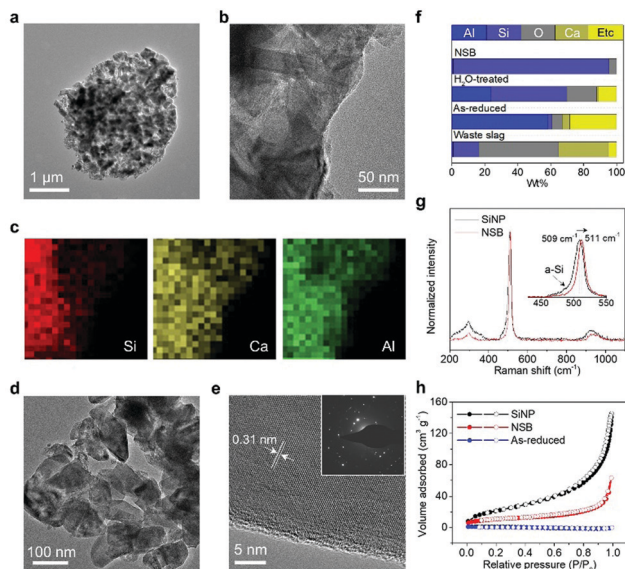 a
1 μm
b
50 nm
c
Si
Ca
Al
d
100 nm
e
0.31 nm
5 nm
f
Al Si O Ca Etc
NSB
H2O-treated
As-reduced
Waste slag
0 20 40 60 80 100
Wt%
g
SiNP
NSB
509 cm-1
511 cm-1
a-Si
450 500 550
Normalized intensity
200 400 600 800 1000
Raman shift (cm-1)
h
SiNP
NSB
As-reduced
160
120
80
40
0
Volume adsorbed (cm3 g-1)
0.0 0.2 0.4 0.6 0.8 1.0
Relative pressure (P/P0)